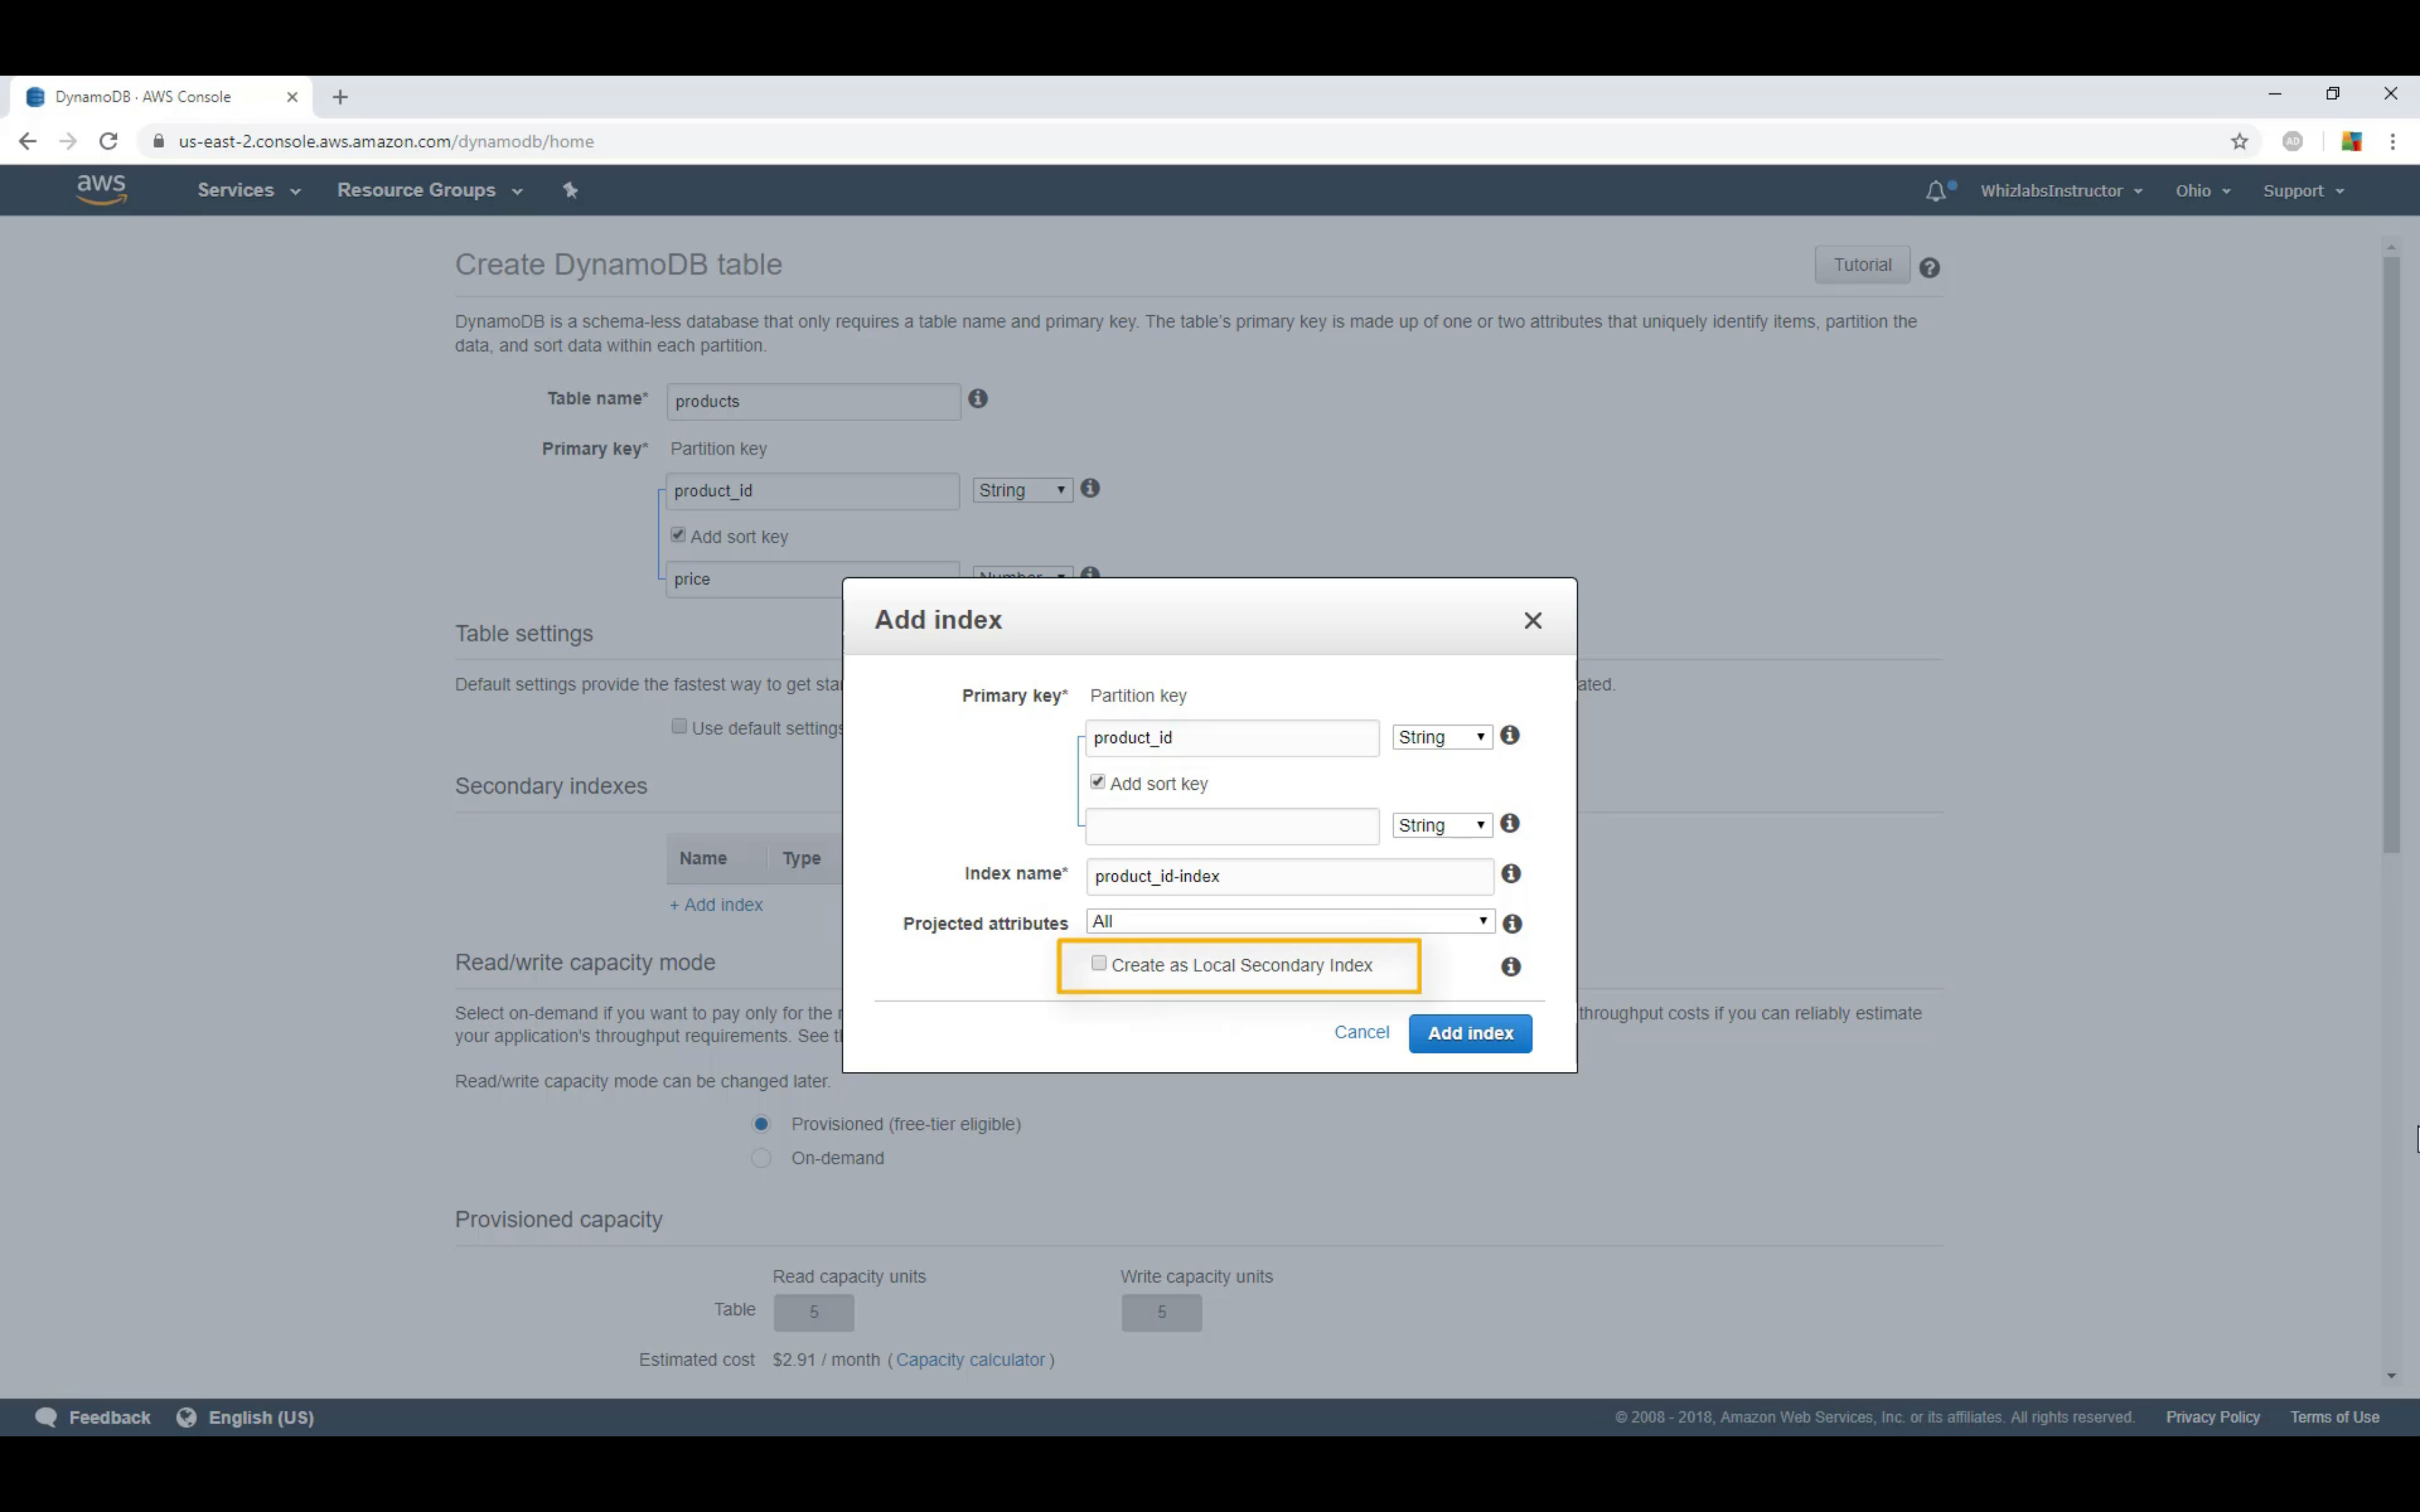 DynamoDB · AWS Console
us-east-2.console.aws.amazon.com/dynamodb/home
AD
aws
Services
Resource Groups
WhizlabsInstructor
Ohio
Support
Create DynamoDB table
Tutorial
DynamoDB is a schema-less database that only requires a table name and primary key. The table's primary key is made up of one or two attributes that uniquely identify items, partition the
data, and sort data within each partition.
Table name*
products
Primary key*
Partition key
product_id
String
Add sort key
price
Number
Table settings
Default settings provide the fastest way to get
ated.
Use default settings
Secondary indexes
Name
Type
+ Add index
Read/write capacity mode
Select on-demand if you want to pay only for the
throughput costs if you can reliably estimate
your application's throughput requirements. See
Read/write capacity mode can be changed later.
Provisioned (free-tier eligible)
On-demand
Provisioned capacity
Read capacity units
Write capacity units
Table
5
5
Estimated cost
$2.91 / month (Capacity calculator)
Add index
Primary key*
Partition key
product_id
String
Add sort key
String
Index name*
product_id-index
Projected attributes
All
Create as Local Secondary Index
Cancel
Add index
Feedback
English (US)
© 2008 - 2018, Amazon Web Services, Inc. or its affiliates. All rights reserved.
Privacy Policy
Terms of Use